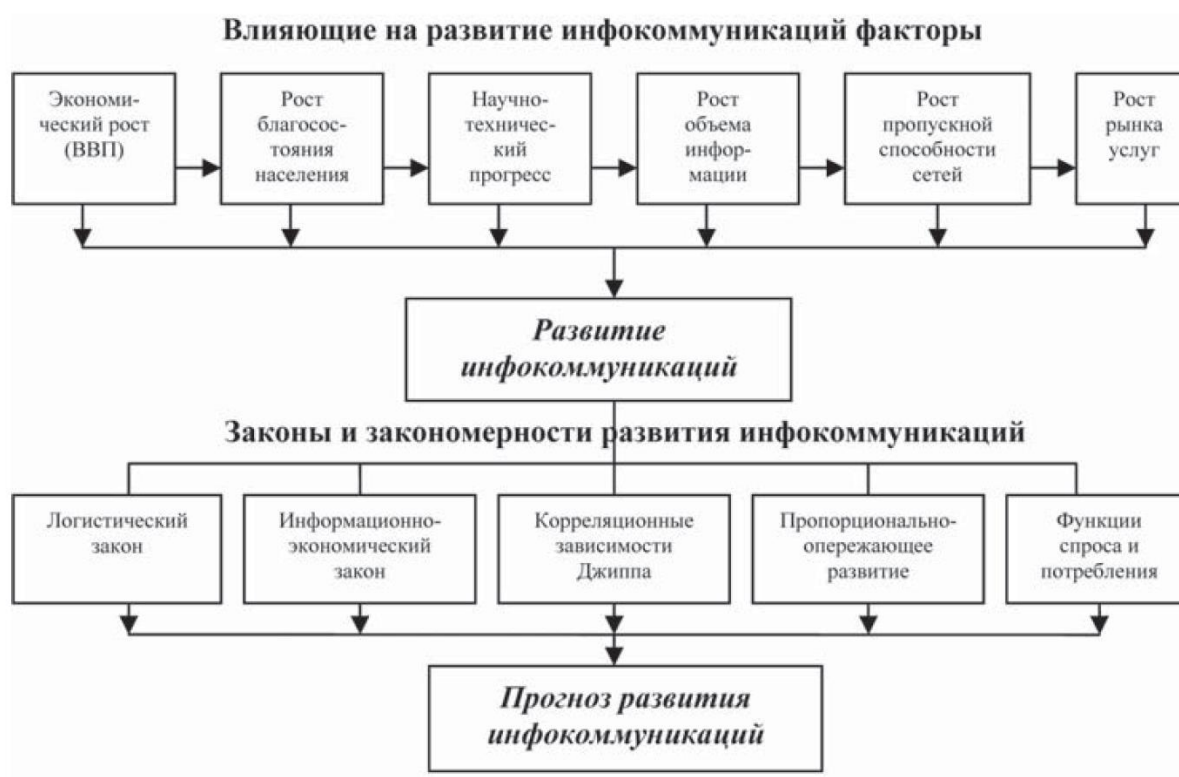 Влияющие на развитие инфокоммуникаций факторы
Экономи-
ческий рост
(ВВП)
Рост
благосос-
тояния
населения
Научно-
техничес-
кий
прогресс
Рост
объема
инфор-
мации
Рост
пропускной
способности
сетей
Рост
рынка
услуг
Развитие
инфокоммуникаций
Законы и закономерности развития инфокоммуникаций
Логистический
закон
Информационно-
экономический
закон
Корреляционные
зависимости
Джиппа
Пропорционально-
опережающее
развитие
Функции
спроса и
потребления
Прогноз развития
инфокоммуникаций